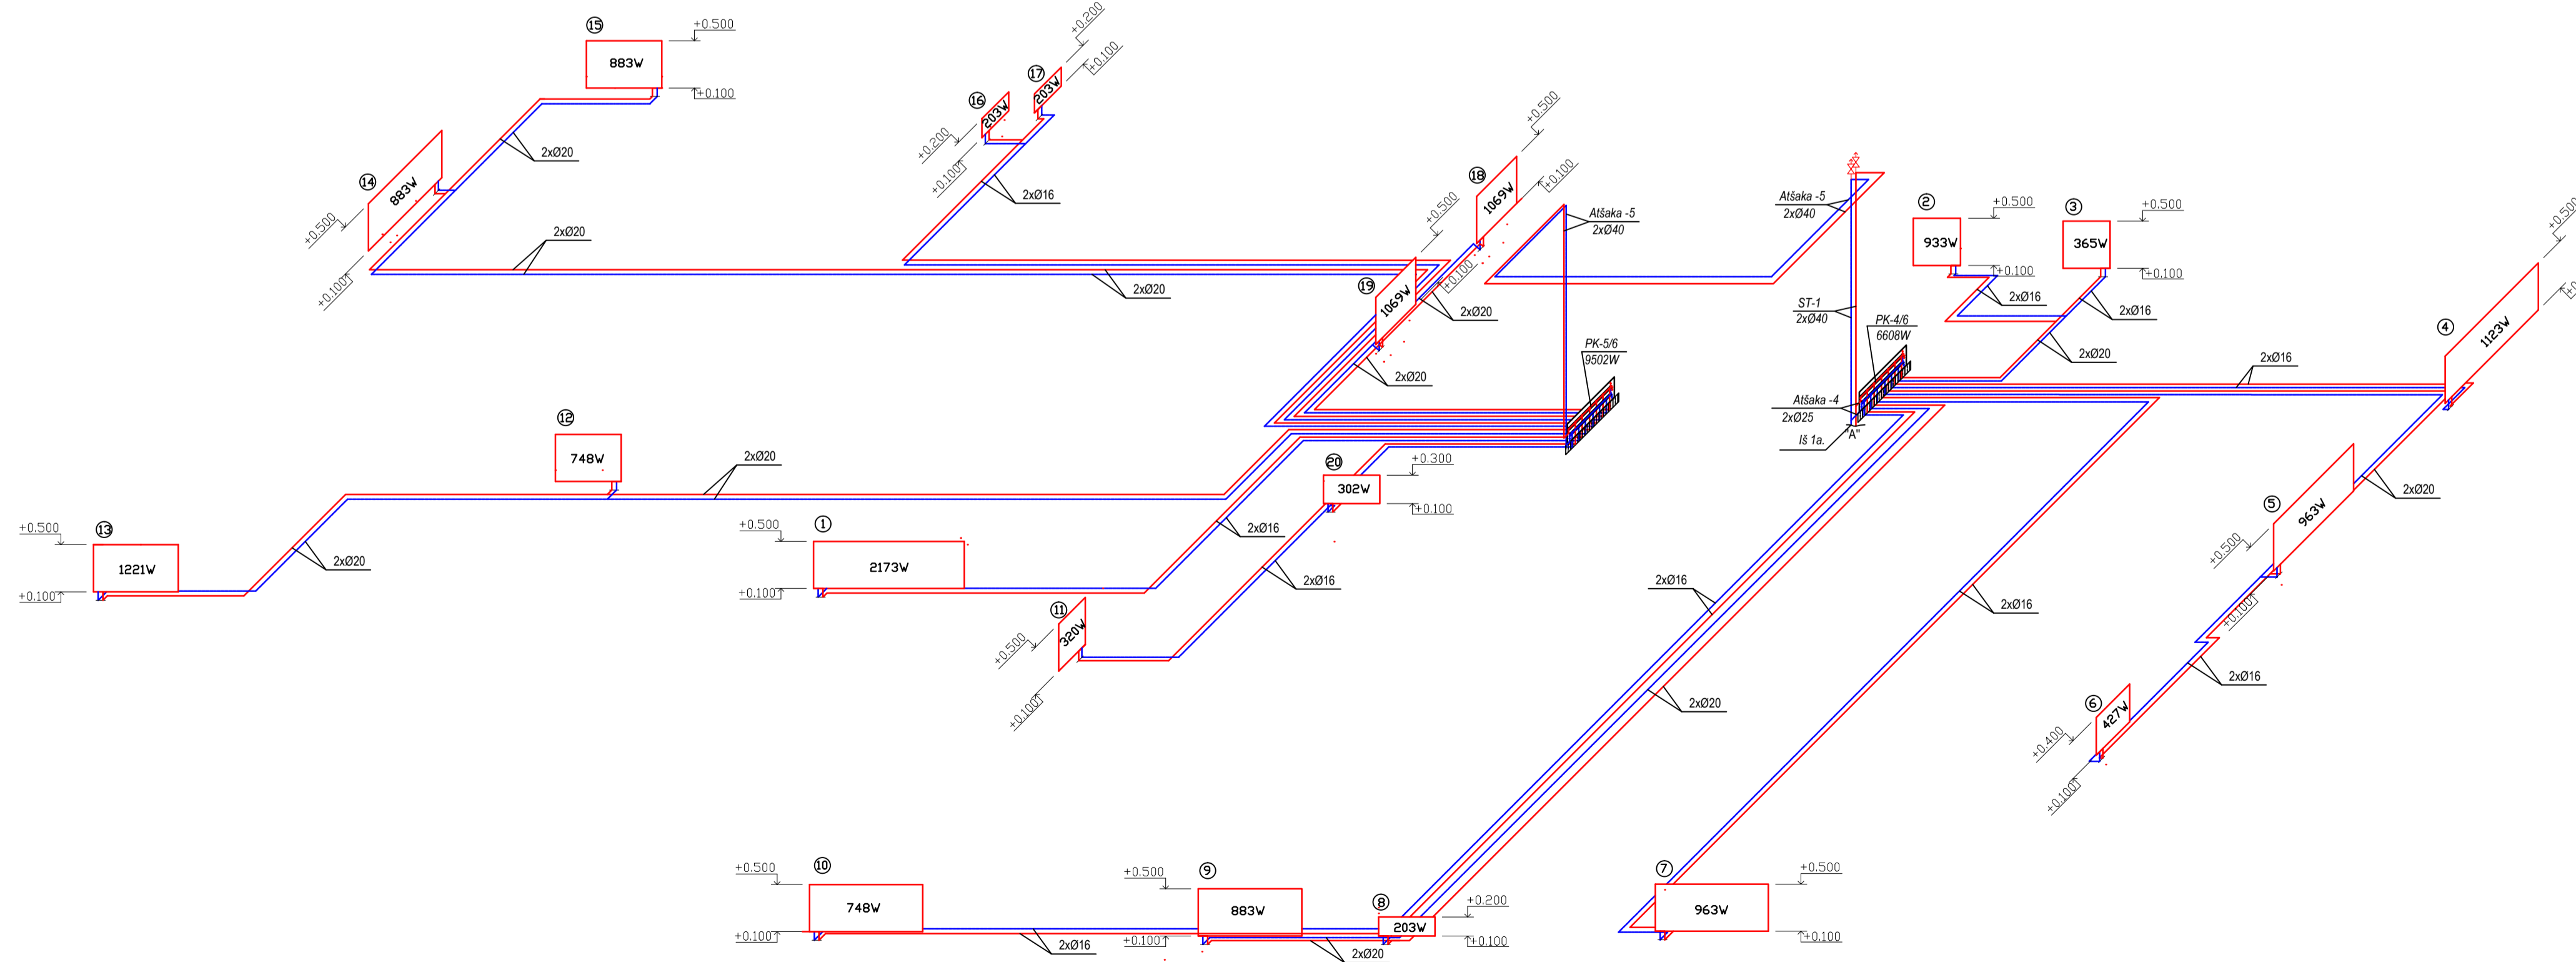 15
+0.500
883W
+0.100
2xØ20
14
883W
+0.500
+0.100
2xØ20
17
203W
+0.200
+0.100
16
203W
+0.200
+0.100
2xØ16
2xØ20
18
1069W
+0.500
+0.100
19
1069W
+0.500
+0.100
2xØ20
2xØ20
Atšaka -5
2xØ40
PK-5/6
9502W
Atšaka -5
2xØ40
ST-1
2xØ40
PK-4/6
6608W
Atšaka -4
2xØ25
Iš 1a.
"A"
2
933W
+0.500
+0.100
2xØ16
3
365W
+0.500
+0.100
2xØ16
2xØ20
2xØ16
4
1123W
+0.500
2xØ20
5
963W
+0.500
+0.100
2xØ16
6
427W
+0.400
+0.100
12
748W
2xØ20
13
+0.500
1221W
+0.100
2xØ20
1
+0.500
2173W
+0.100
2xØ16
20
302W
+0.300
+0.100
2xØ16
11
320W
+0.500
+0.100
2xØ16
2xØ20
2xØ16
10
+0.500
748W
+0.100
2xØ16
9
+0.500
883W
+0.100
2xØ20
8
203W
+0.200
+0.100
7
963W
+0.500
+0.100